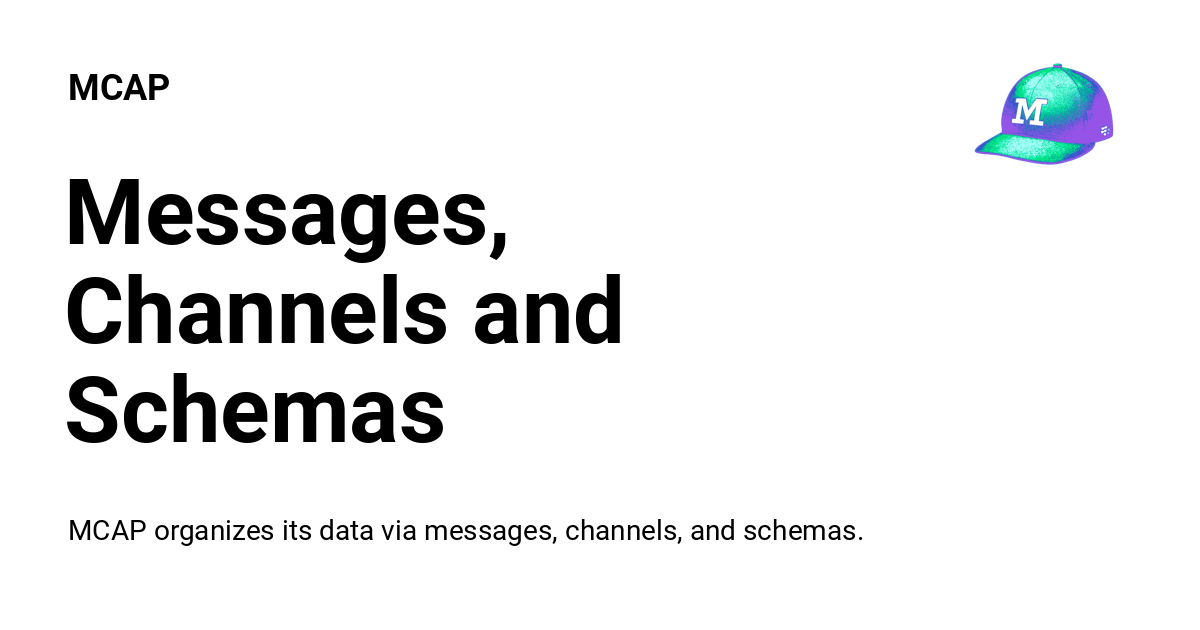 MCAP
M
Messages,
Channels and
Schemas
MCAP organizes its data via messages, channels, and schemas.